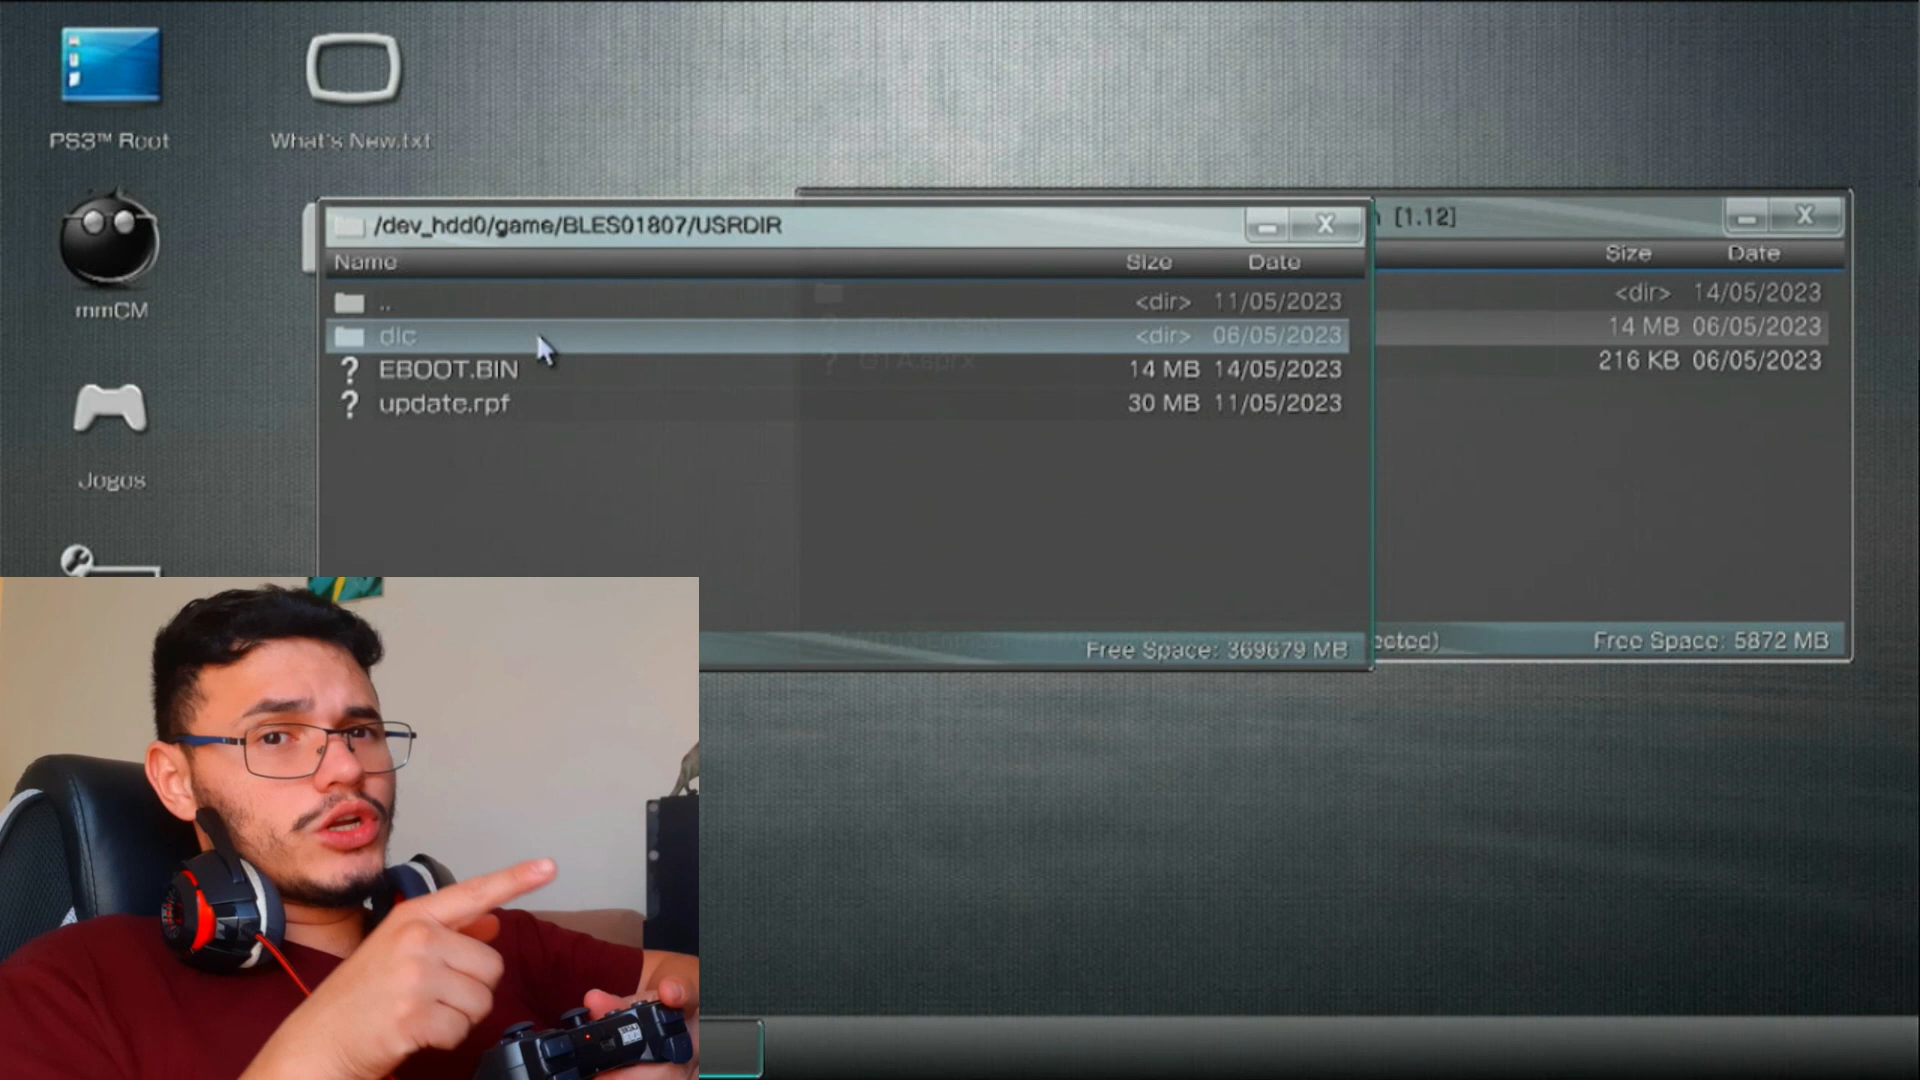 PS3™ Root
What's New.txt
mmCM
Jogos
/dev_hdd0/game/BLES01807/USRDIR
X
Name Size Date
.. <dir> 11/05/2023
dlc <dir> 06/05/2023
EBOOT.BIN 14 MB 14/05/2023
update.rpf 30 MB 11/05/2023
Free Space: 369679 MB
[1.12]
X
Size Date
<dir> 14/05/2023
14 MB 06/05/2023
216 KB 06/05/2023
GTA.sprx
ected) Free Space: 5872 MB